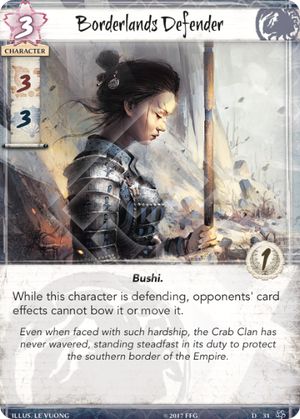 3
Borderlands Defender
CHARACTER
3
3
1
Bushi.
While this character is defending, opponents' card
effects cannot bow it or move it.
Even when faced with such hardship, the Crab Clan has
never wavered, standing steadfast in its duty to protect
the southern border of the Empire.
ILLUS. LE VUONG ©2017 FFG D 31